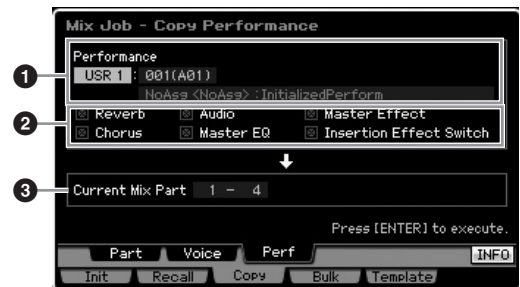 Mix Job - Copy Performance
1
Performance
USR 1 : 001(A01)
NoAsg <NoAsg> :InitializedPerform
2
Reverb Audio Master Effect
Chorus Master EQ Insertion Effect Switch
3
Current Mix Part 1 - 4
Press [ENTER] to execute.
Part Voice Perf INFO
Init Recall Copy Bulk Template